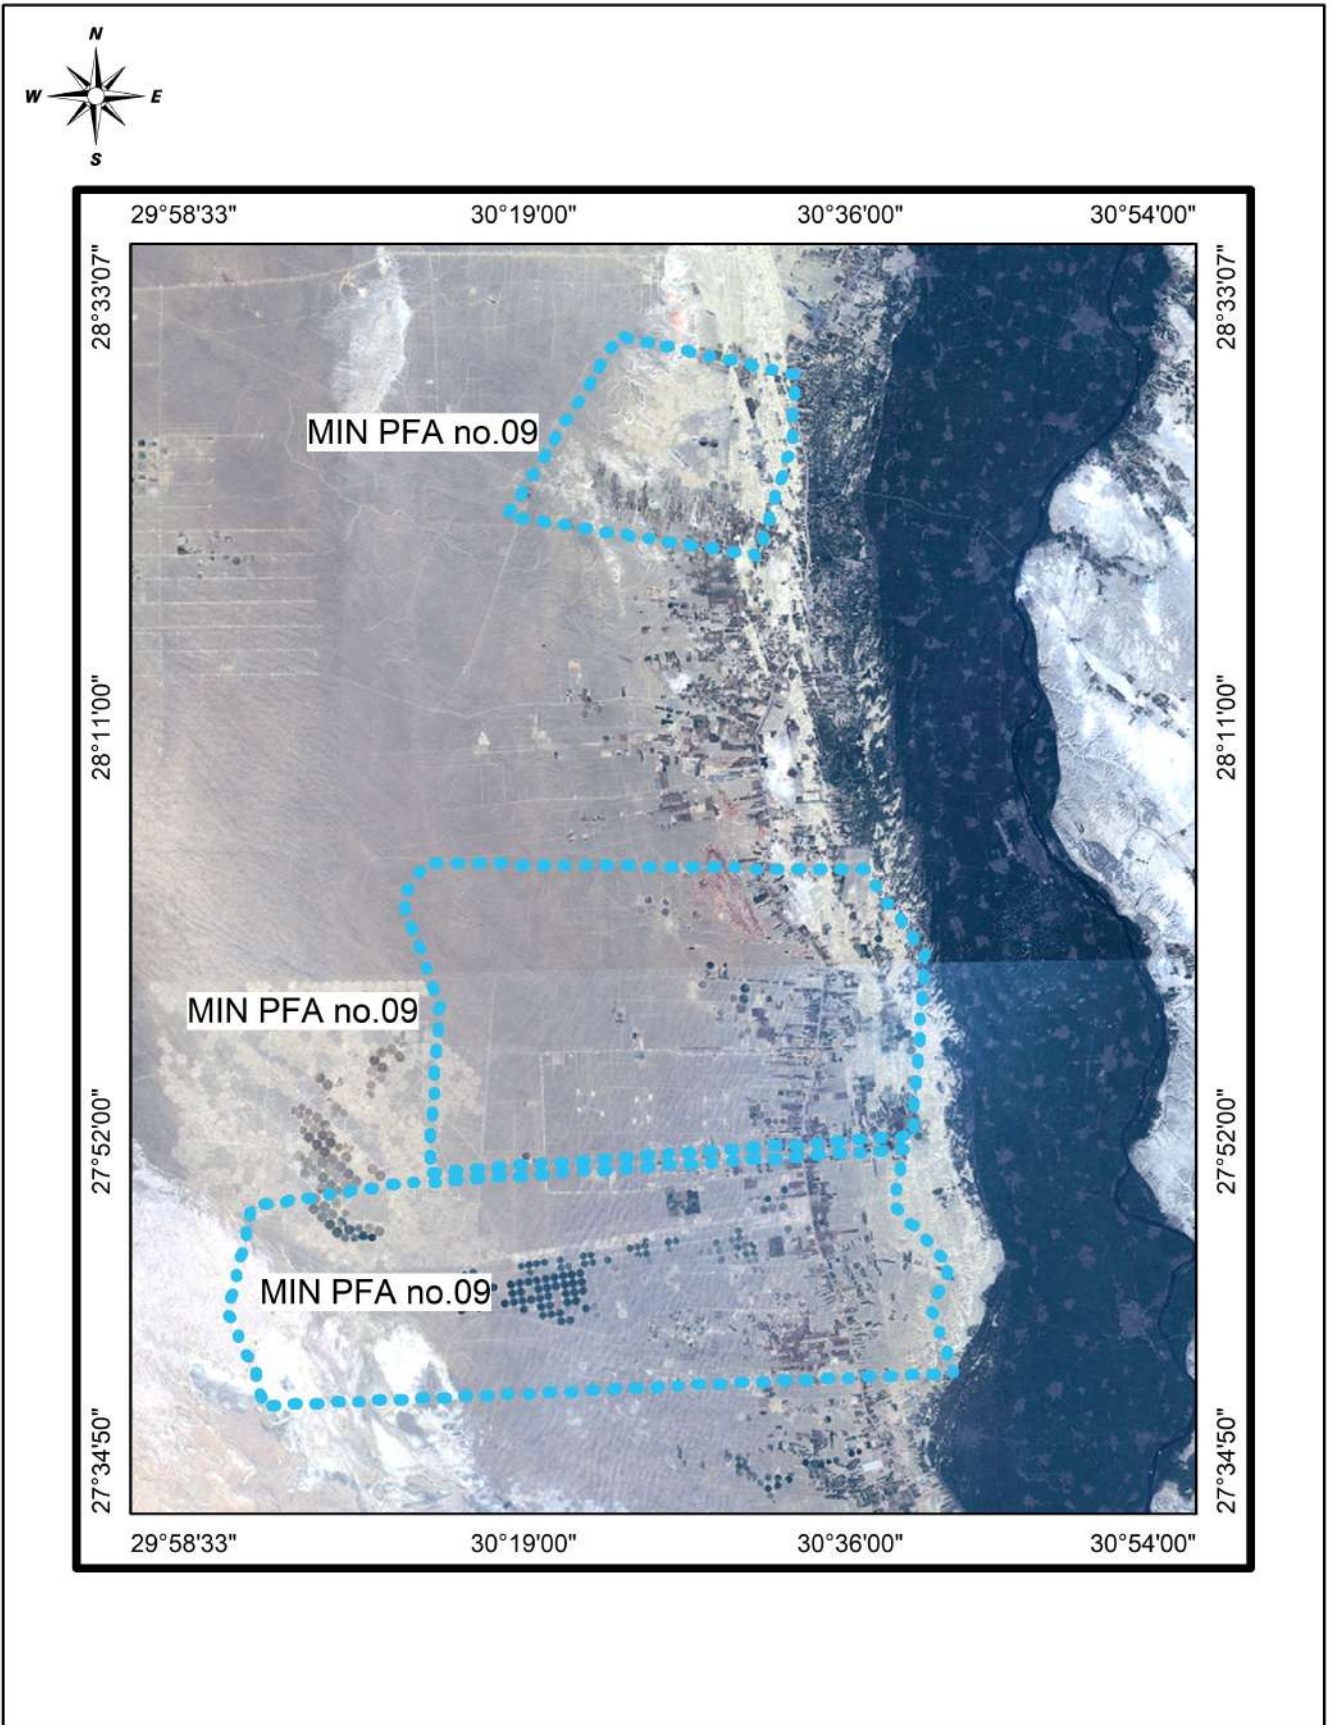 N
W E
S
29°58'33" 30°19'00" 30°36'00" 30°54'00"
28°33'07" 28°33'07"
MIN PFA no.09
28°11'00" 28°11'00"
MIN PFA no.09
27°52'00" 27°52'00"
MIN PFA no.09
27°34'50" 27°34'50"
29°58'33" 30°19'00" 30°36'00" 30°54'00"